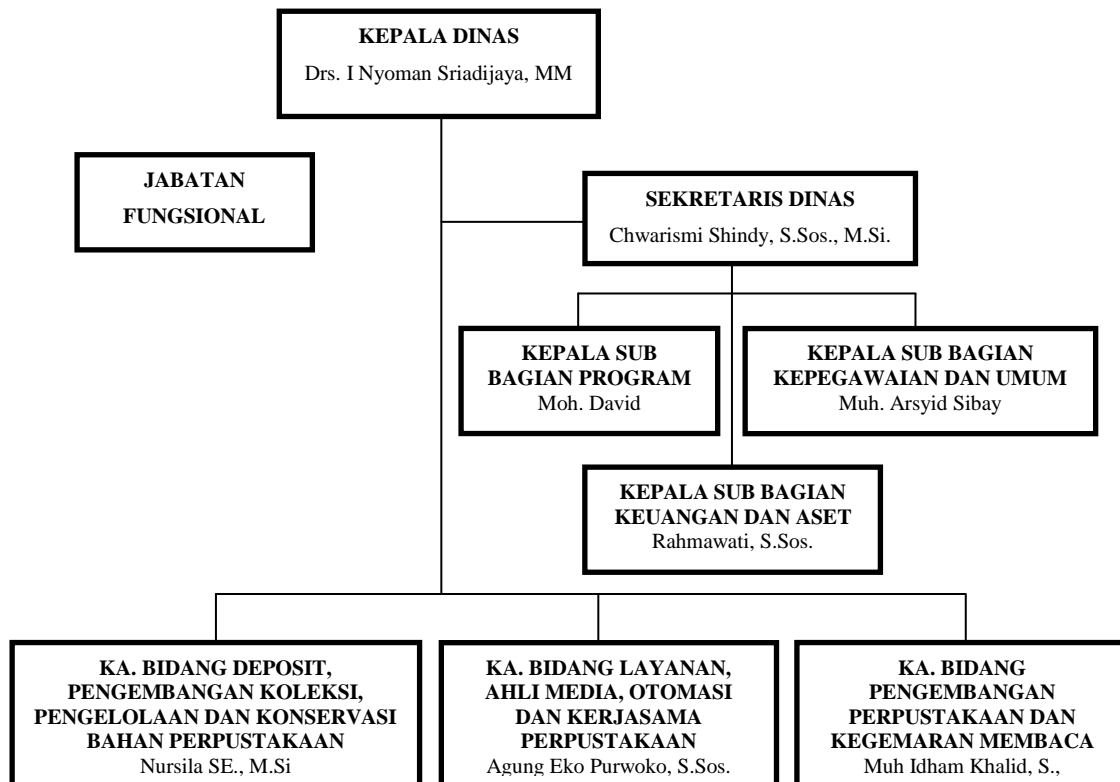 KEPALA DINAS
Drs. I Nyoman Sriadijaya, MM
JABATAN
FUNGSIONAL
SEKRETARIS DINAS
Chwarismi Shindy, S.Sos., M.Si.
KEPALA SUB
BAGIAN PROGRAM
Moh. David
KEPALA SUB BAGIAN
KEPEGAWAIAN DAN UMUM
Muh. Arsyid Sibay
KEPALA SUB BAGIAN
KEUANGAN DAN ASET
Rahmawati, S.Sos.
KA. BIDANG DEPOSIT,
PENGEMBANGAN KOLEKSI,
PENGELOLAAN DAN KONSERVASI
BAHAN PERPUSTAKAAN
Nursila SE., M.Si
KA. BIDANG LAYANAN,
AHLI MEDIA, OTOMASI
DAN KERJASAMA
PERPUSTAKAAN
Agung Eko Purwoko, S.Sos.
KA. BIDANG
PENGEMBANGAN
PERPUSTAKAAN DAN
KEGEMARAN MEMBACA
Muh Idham Khalid, S.,